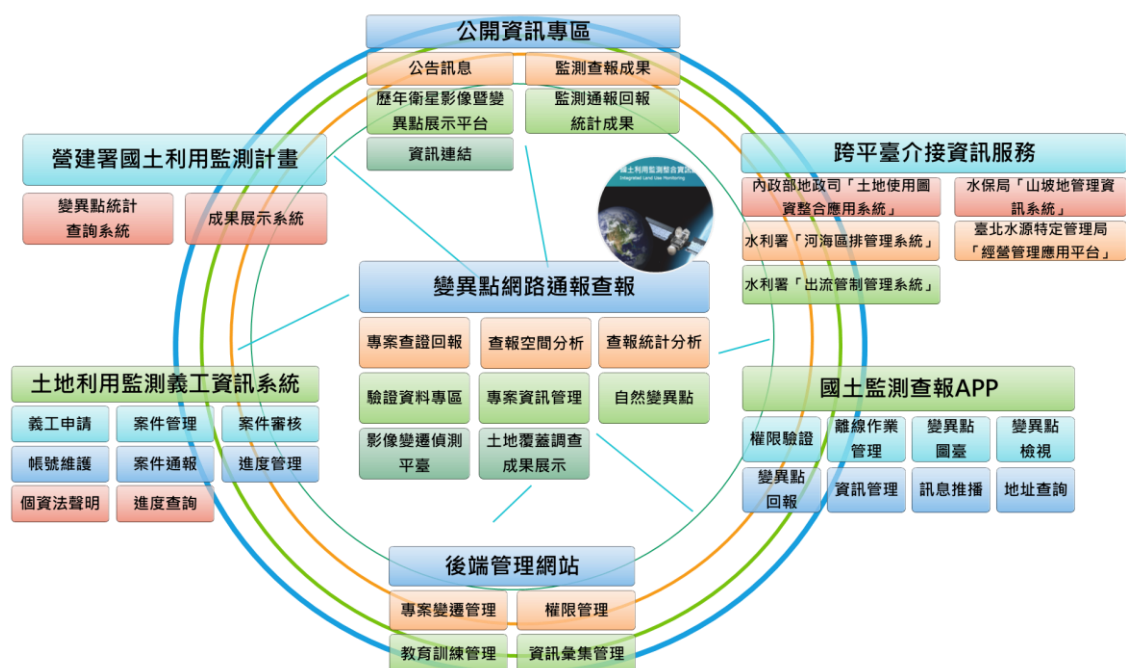 公開資訊專區
公告訊息
監測查報成果
歷年衛星影像暨變
異點展示平台
監測通報回報
統計成果
資訊連結
營建署國土利用監測計畫
變異點統計
查詢系統
成果展示系統
跨平臺介接資訊服務
內政部地政司「土地使用圖
資整合應用系統」
水保局「山坡地管理資
訊系統」
水利署「河海區排管理系統」
臺北水源特定管理局
「經營管理應用平台」
水利署「出流管制管理系統」
土利用監測整合資訊
Integrated Land Use Monitoring
變異點網路通報查報
專案查證回報
查報空間分析
查報統計分析
驗證資料專區
專案資訊管理
自然變異點
影像變遷偵測
平臺
土地覆蓋調查
成果展示
土地利用監測義工資訊系統
義工申請
案件管理
案件審核
帳號維護
案件通報
進度管理
個資法聲明
進度查詢
國土監測查報APP
權限驗證
離線作業
管理
變異點
圖臺
變異點
檢視
變異點
回報
資訊管理
訊息推播
地址查詢
後端管理網站
專案變遷管理
權限管理
教育訓練管理
資訊彙集管理